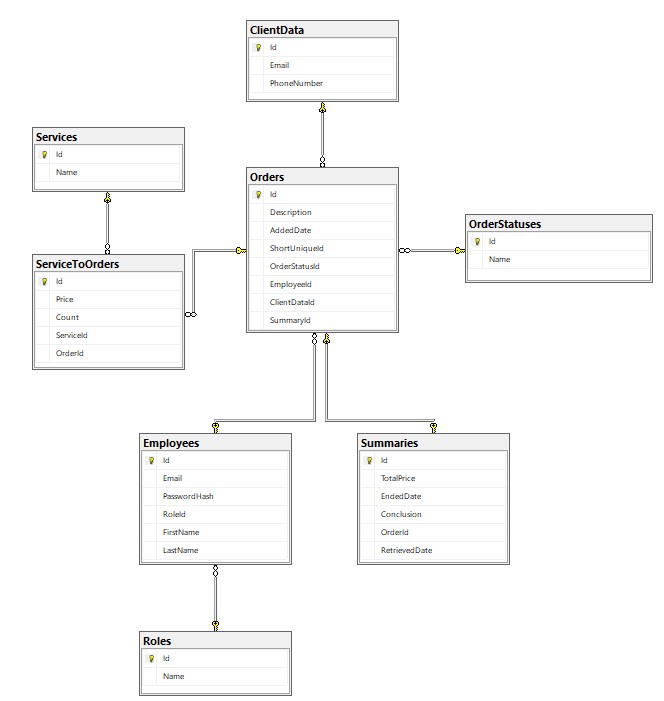 ClientData
Id
Email
PhoneNumber
Services
Id
Name
Orders
Id
Description
AddedDate
ShortUniqueId
OrderStatusId
EmployeeId
ClientDataId
SummaryId
OrderStatuses
Id
Name
ServiceToOrders
Id
Price
Count
ServiceId
OrderId
Employees
Id
Email
PasswordHash
RoleId
FirstName
LastName
Summaries
Id
TotalPrice
EndedDate
Conclusion
OrderId
RetrievedDate
Roles
Id
Name